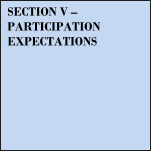 SECTION V –
PARTICIPATION
EXPECTATIONS